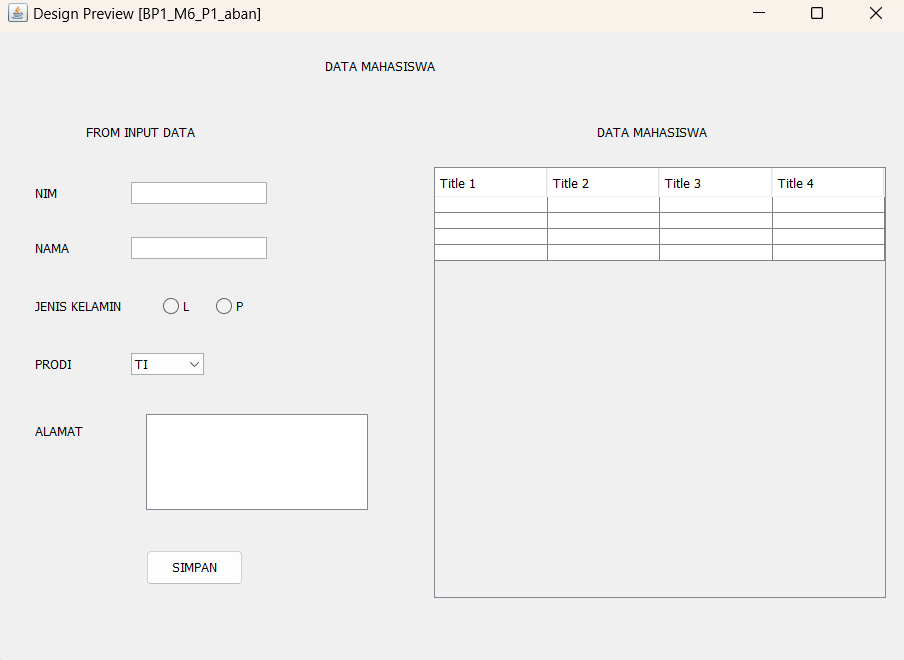 Design Preview [BP1_M6_P1_aban]
DATA MAHASISWA
FROM INPUT DATA
NIM
NAMA
JENIS KELAMIN L P
PRODI TI
ALAMAT
SIMPAN
DATA MAHASISWA
Title 1 Title 2 Title 3 Title 4